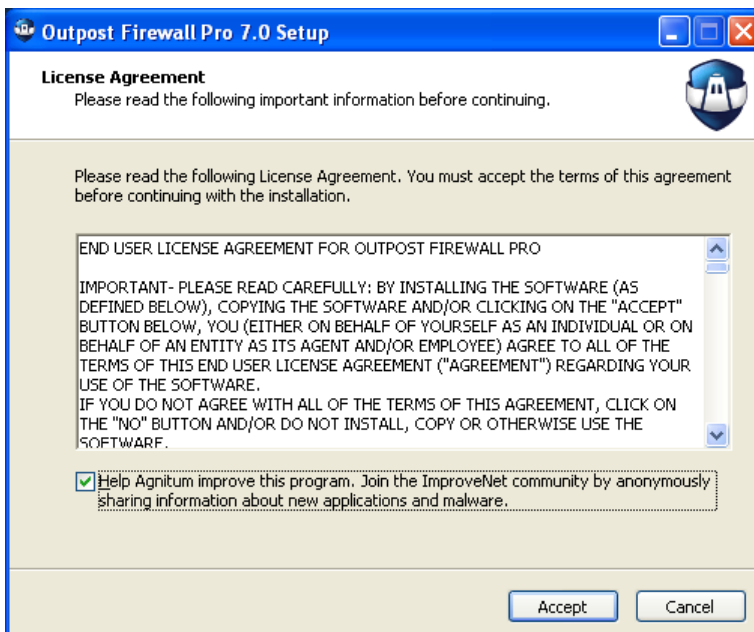 Outpost Firewall Pro 7.0 Setup
License Agreement
Please read the following important information before continuing.
Please read the following License Agreement. You must accept the terms of this agreement
before continuing with the installation.
END USER LICENSE AGREEMENT FOR OUTPOST FIREWALL PRO
IMPORTANT- PLEASE READ CAREFULLY: BY INSTALLING THE SOFTWARE (AS
DEFINED BELOW), COPYING THE SOFTWARE AND/OR CLICKING ON THE "ACCEPT"
BUTTON BELOW, YOU (EITHER ON BEHALF OF YOURSELF AS AN INDIVIDUAL OR ON
BEHALF OF AN ENTITY AS ITS AGENT AND/OR EMPLOYEE) AGREE TO ALL OF THE
TERMS OF THIS END USER LICENSE AGREEMENT ("AGREEMENT") REGARDING YOUR
USE OF THE SOFTWARE.
IF YOU DO NOT AGREE WITH ALL OF THE TERMS OF THIS AGREEMENT, CLICK ON
THE "NO" BUTTON AND/OR DO NOT INSTALL, COPY OR OTHERWISE USE THE
SOFTWARE.
Help Agnitum improve this program. Join the ImproveNet community by anonymously
sharing information about new applications and malware.
Accept
Cancel